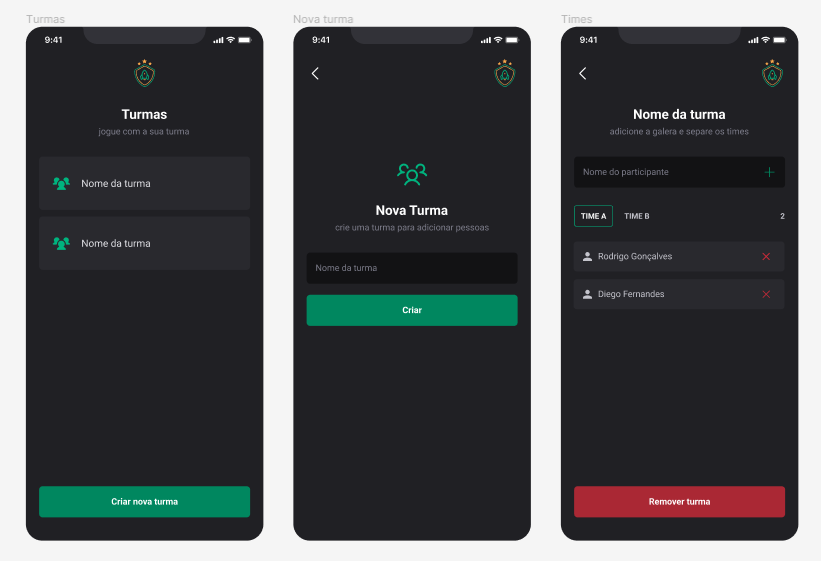 Turmas
9:41
Turmas
jogue com a sua turma
Nome da turma
Nome da turma
Criar nova turma
Nova turma
9:41
Nova Turma
crie uma turma para adicionar pessoas
Nome da turma
Criar
Times
9:41
Nome da turma
adicione a galera e separe os times
Nome do participante
TIME A TIME B 2
Rodrigo Gonçalves
Diego Fernandes
Remover turma